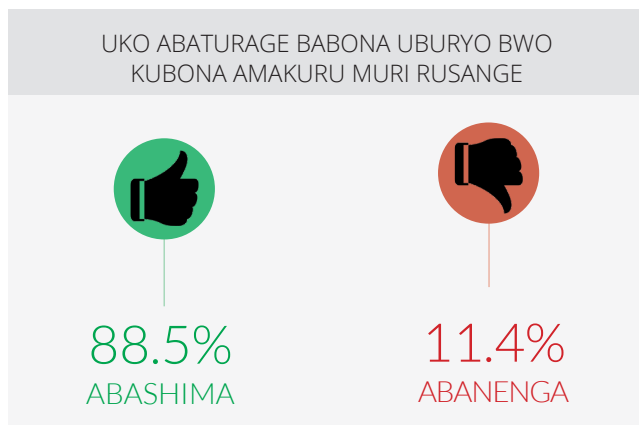 UKO ABATURAGE BABONA UBURYO BWO
KUBONA AMAKURU MURI RUSANGE
88.5%
ABASHIMA
11.4%
ABANENGA